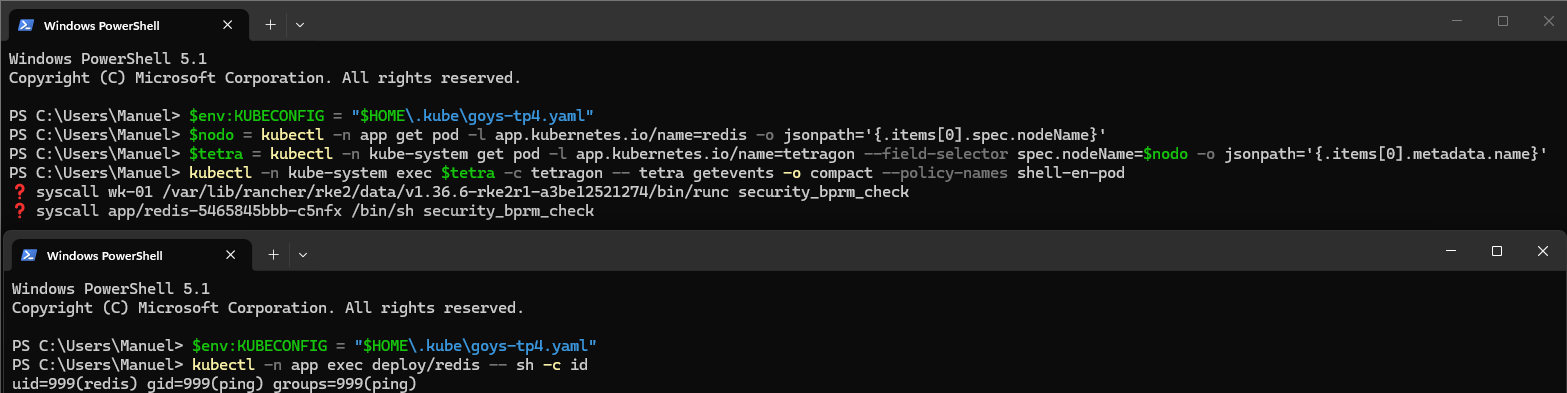 Windows PowerShell
Windows PowerShell 5.1
Copyright (C) Microsoft Corporation. All rights reserved.
PS C:\Users\Manuel> $env:KUBECONFIG = "$HOME\.kube\goys-tp4.yaml"
PS C:\Users\Manuel> $nodo = kubectl -n app get pod -l app.kubernetes.io/name=redis -o jsonpath='{.items[0].spec.nodeName}'
PS C:\Users\Manuel> $tetra = kubectl -n kube-system get pod -l app.kubernetes.io/name=tetragon --field-selector spec.nodeName=$nodo -o jsonpath='{.items[0].metadata.name}'
PS C:\Users\Manuel> kubectl -n kube-system exec $tetra -c tetragon -- tetra getevents -o compact --policy-names shell-en-pod
❓ syscall wk-01 /var/lib/rancher/rke2/data/v1.36.6-rke2r1-a3be12521274/bin/runc security_bprm_check
❓ syscall app/redis-5465845bbb-c5nfx /bin/sh security_bprm_check
Windows PowerShell
Windows PowerShell 5.1
Copyright (C) Microsoft Corporation. All rights reserved.
PS C:\Users\Manuel> $env:KUBECONFIG = "$HOME\.kube\goys-tp4.yaml"
PS C:\Users\Manuel> kubectl -n app exec deploy/redis -- sh -c id
uid=999(redis) gid=999(ping) groups=999(ping)